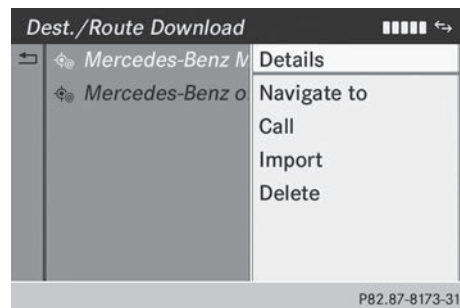 Dest./Route Download
Mercedes-Benz M
Mercedes-Benz o
Details
Navigate to
Call
Import
Delete
P82.87-8173-31